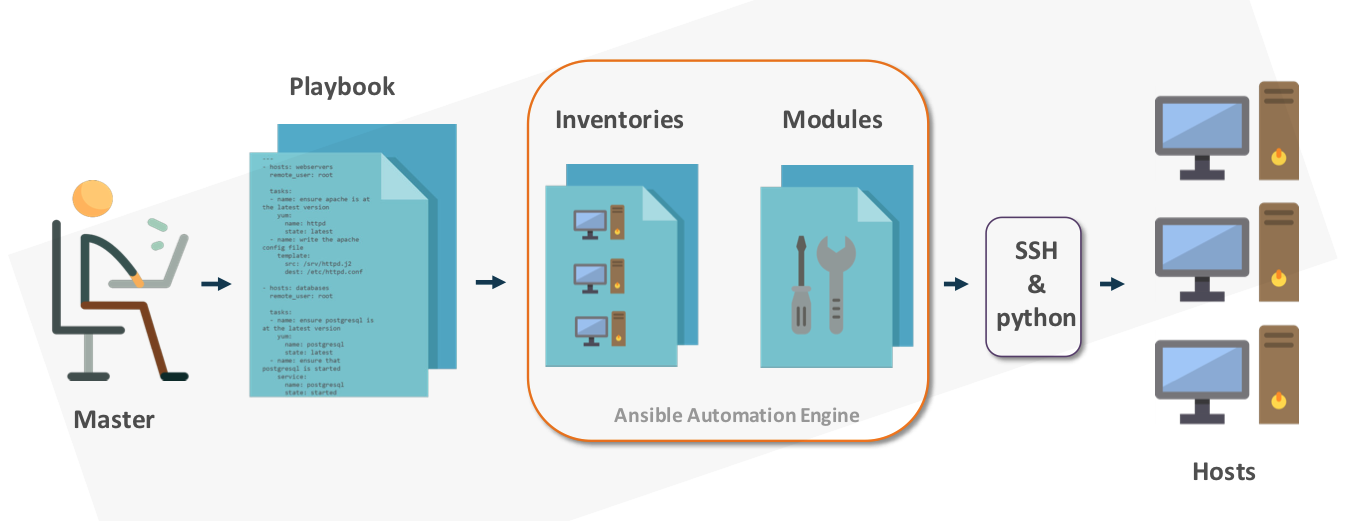 Playbook
Inventories
Modules
---
- hosts: webservers
remote_user: root
tasks:
- name: ensure apache is at
the latest version
yum:
name: httpd
state: latest
- name: write the apache
config file
template:
src: /srv/httpd.j2
dest: /etc/httpd.conf
- hosts: databases
remote_user: root
tasks:
- name: ensure postgresql is
at the latest version
yum:
name: postgresql
state: latest
- name: ensure that
postgresql is started
service:
name: postgresql
state: started
SSH
&
python
Ansible Automation Engine
Master
Hosts